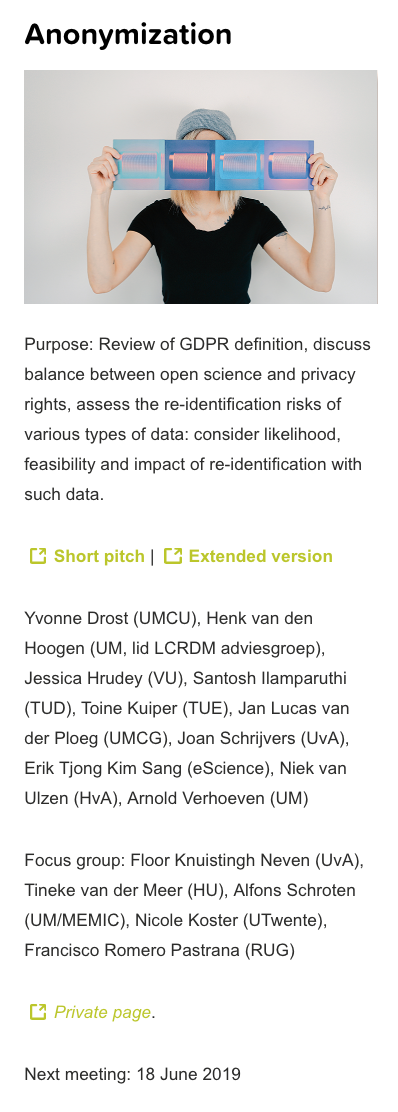 Anonymization
Purpose: Review of GDPR definition, discuss
balance between open science and privacy
rights, assess the re-identification risks of
various types of data: consider likelihood,
feasibility and impact of re-identification with
such data.
Short pitch | Extended version
Yvonne Drost (UMCU), Henk van den
Hoogen (UM, lid LCRDM adviesgroep),
Jessica Hrudey (VU), Santosh Ilamparuthi
(TUD), Toine Kuiper (TUE), Jan Lucas van
der Ploeg (UMCG), Joan Schrijvers (UvA),
Erik Tjong Kim Sang (eScience), Niek van
Ulzen (HvA), Arnold Verhoeven (UM)
Focus group: Floor Knuistingh Neven (UvA),
Tineke van der Meer (HU), Alfons Schroten
(UM/MEMIC), Nicole Koster (UTwente),
Francisco Romero Pastrana (RUG)
Private page.
Next meeting: 18 June 2019